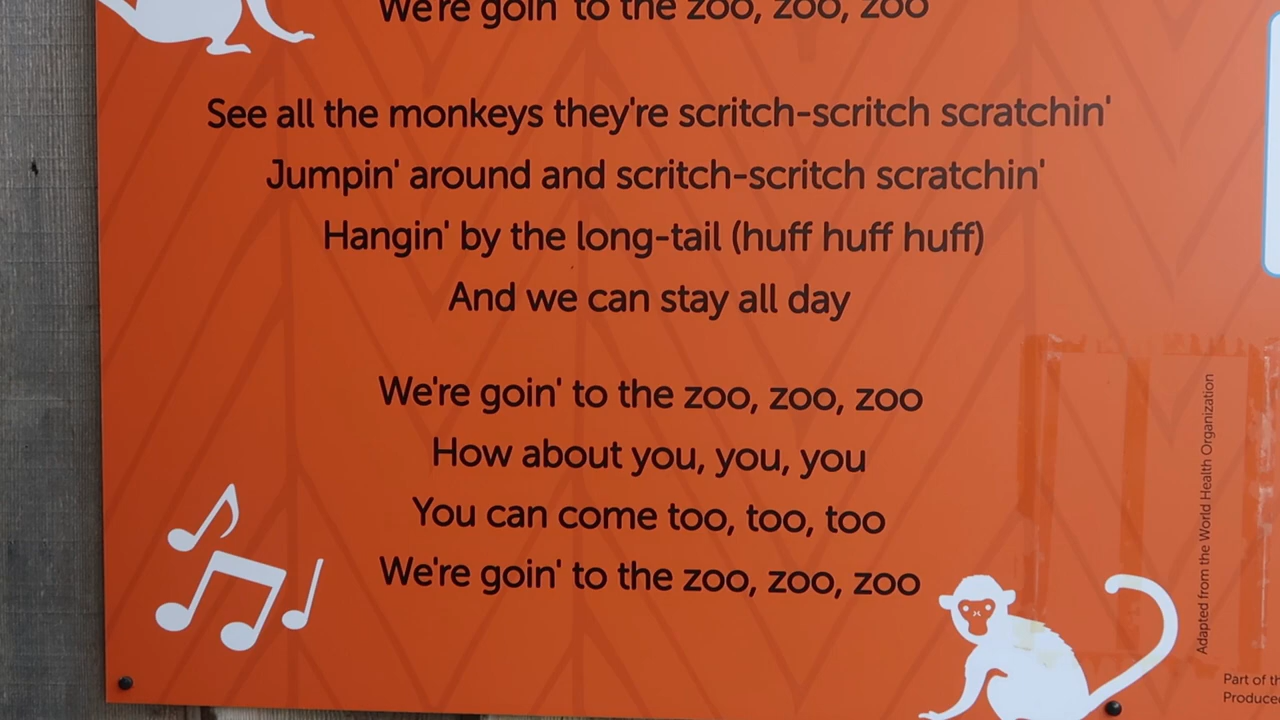 We're goin' to the zoo, zoo, zoo
See all the monkeys they're scritch-scritch scratchin'
Jumpin' around and scritch-scritch scratchin'
Hangin' by the long-tail (huff huff huff)
And we can stay all day
We're goin' to the zoo, zoo, zoo
How about you, you, you
You can come too, too, too
We're goin' to the zoo, zoo, zoo
Adapted from the World Health Organization
Part of